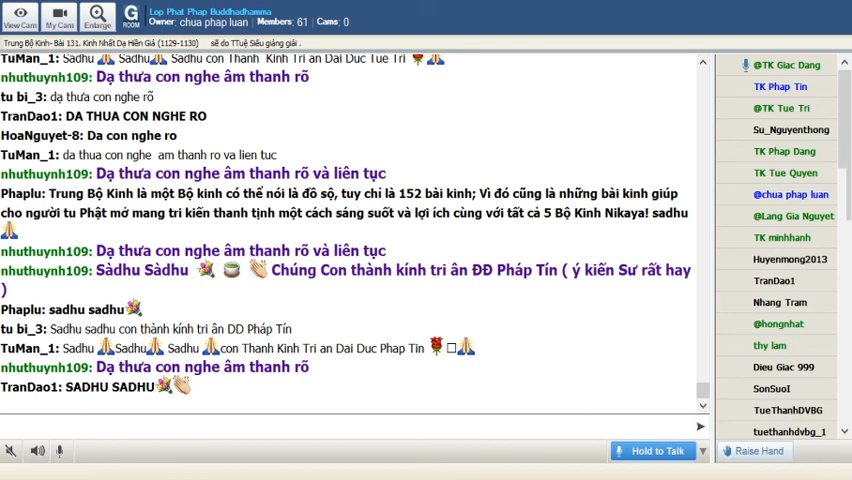 View Cam
My Cam
Enlarge
G
ROOM
Lop Phat Phap Buddhadhamma
Owner: chua phap luan Members: 61 Cams: 0
Trung Bộ Kinh- Bài 131. Kinh Nhất Dạ Hiền Giả (1129-1130) sẽ do TTuệ Siêu giảng giải .
TuMan_1: Sadhu Sadhu Sadhu con Thanh Kinh Tri an Dai Duc Tue Tri
nhuthuynh109: Dạ thưa con nghe âm thanh rõ
tu bi_3: dạ thưa con nghe rõ
TranDao1: DA THUA CON NGHE RO
HoaNguyet-8: Da con nghe ro
TuMan_1: da thua con nghe am thanh ro va lien tuc
nhuthuynh109: Dạ thưa con nghe âm thanh rõ và liên tục
Phaplu: Trung Bộ Kinh là một Bộ kinh có thể nói là đồ sộ, tuy chỉ là 152 bài kinh; Vì đó cũng là những bài kinh giúp
cho người tu Phật mở mang tri kiến thanh tịnh một cách sáng suốt và lợi ích cùng với tất cả 5 Bộ Kinh Nikaya! sadhu
nhuthuynh109: Dạ thưa con nghe âm thanh rõ và liên tục
nhuthuynh109: Sàdhu Sàdhu Chúng Con thành kính tri ân ĐĐ Pháp Tín ( ý kiến Sư rất hay
)
Phaplu: sadhu sadhu
tu bi_3: Sadhu sadhu con thành kính tri ân DD Pháp Tín
TuMan_1: Sadhu Sadhu Sadhu con Thanh Kinh Tri an Dai Duc Phap Tin
nhuthuynh109: Dạ thưa con nghe âm thanh rõ
TranDao1: SADHU SADHU
Hold to Talk
@TK Giac Dang
TK Phap Tin
@TK Tue Tri
Su_Nguyenthong
TK Phap Dang
TK Tue Quyen
@chua phap luan
@Lang Gia Nguyet
TK minhhanh
Huyenmong2013
TranDao1
Nhang Tram
@hongnhat
thy lam
Dieu Giac 999
SonSuoI
TueThanhDVBG
tuethanhdvbg_1
Raise Hand